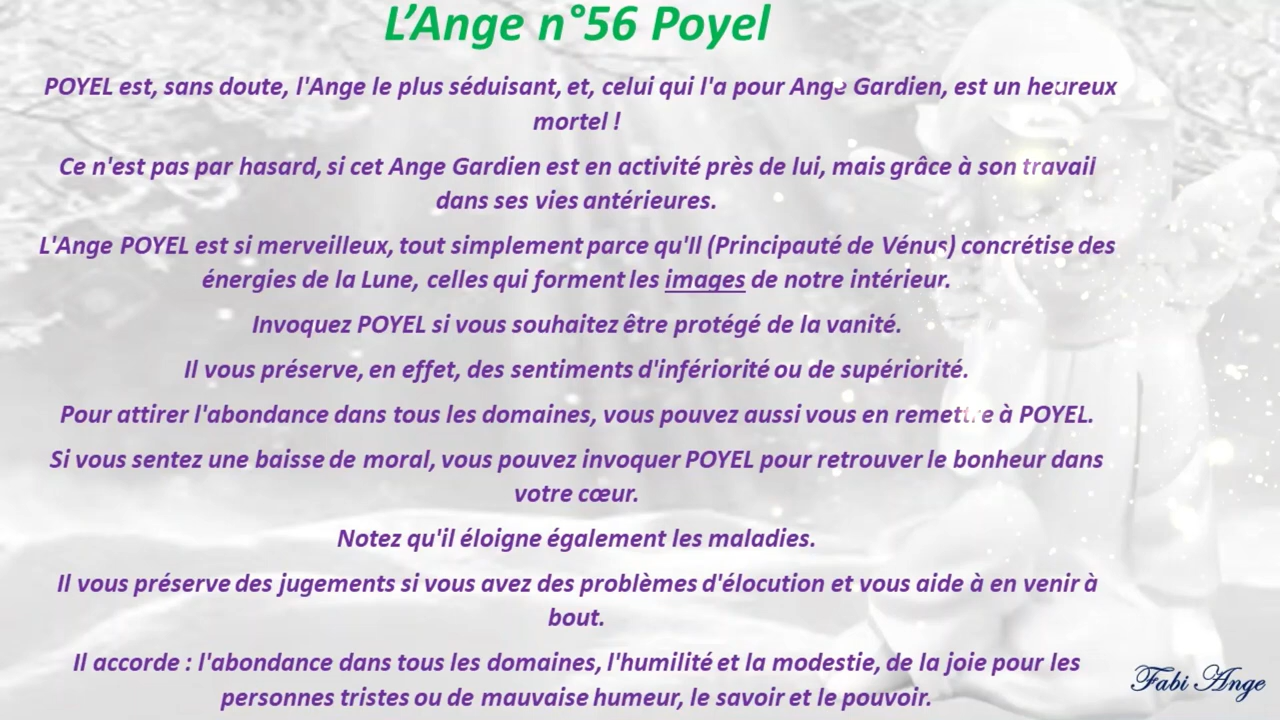 L’Ange n°56 Poyel
POYEL est, sans doute, l'Ange le plus séduisant, et, celui qui l'a pour Ange Gardien, est un heureux
mortel !
Ce n'est pas par hasard, si cet Ange Gardien est en activité près de lui, mais grâce à son travail
dans ses vies antérieures.
L'Ange POYEL est si merveilleux, tout simplement parce qu'Il (Principauté de Vénus) concrétise des
énergies de la Lune, celles qui forment les images de notre intérieur.
Invoquez POYEL si vous souhaitez être protégé de la vanité.
Il vous préserve, en effet, des sentiments d'infériorité ou de supériorité.
Pour attirer l'abondance dans tous les domaines, vous pouvez aussi vous en remettre à POYEL.
Si vous sentez une baisse de moral, vous pouvez invoquer POYEL pour retrouver le bonheur dans
votre cœur.
Notez qu'il éloigne également les maladies.
Il vous préserve des jugements si vous avez des problèmes d'élocution et vous aide à en venir à
bout.
Il accorde : l'abondance dans tous les domaines, l'humilité et la modestie, de la joie pour les
personnes tristes ou de mauvaise humeur, le savoir et le pouvoir.
Fabi Ange